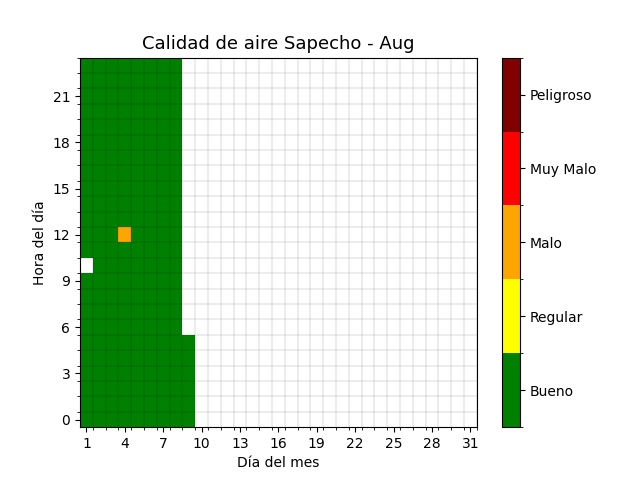 Calidad de aire Sapecho - Aug
Hora del día
21
18
15
12
9
6
3
0
1 4 7 10 13 16 19 22 25 28 31
Día del mes
Peligroso
Muy Malo
Malo
Regular
Bueno